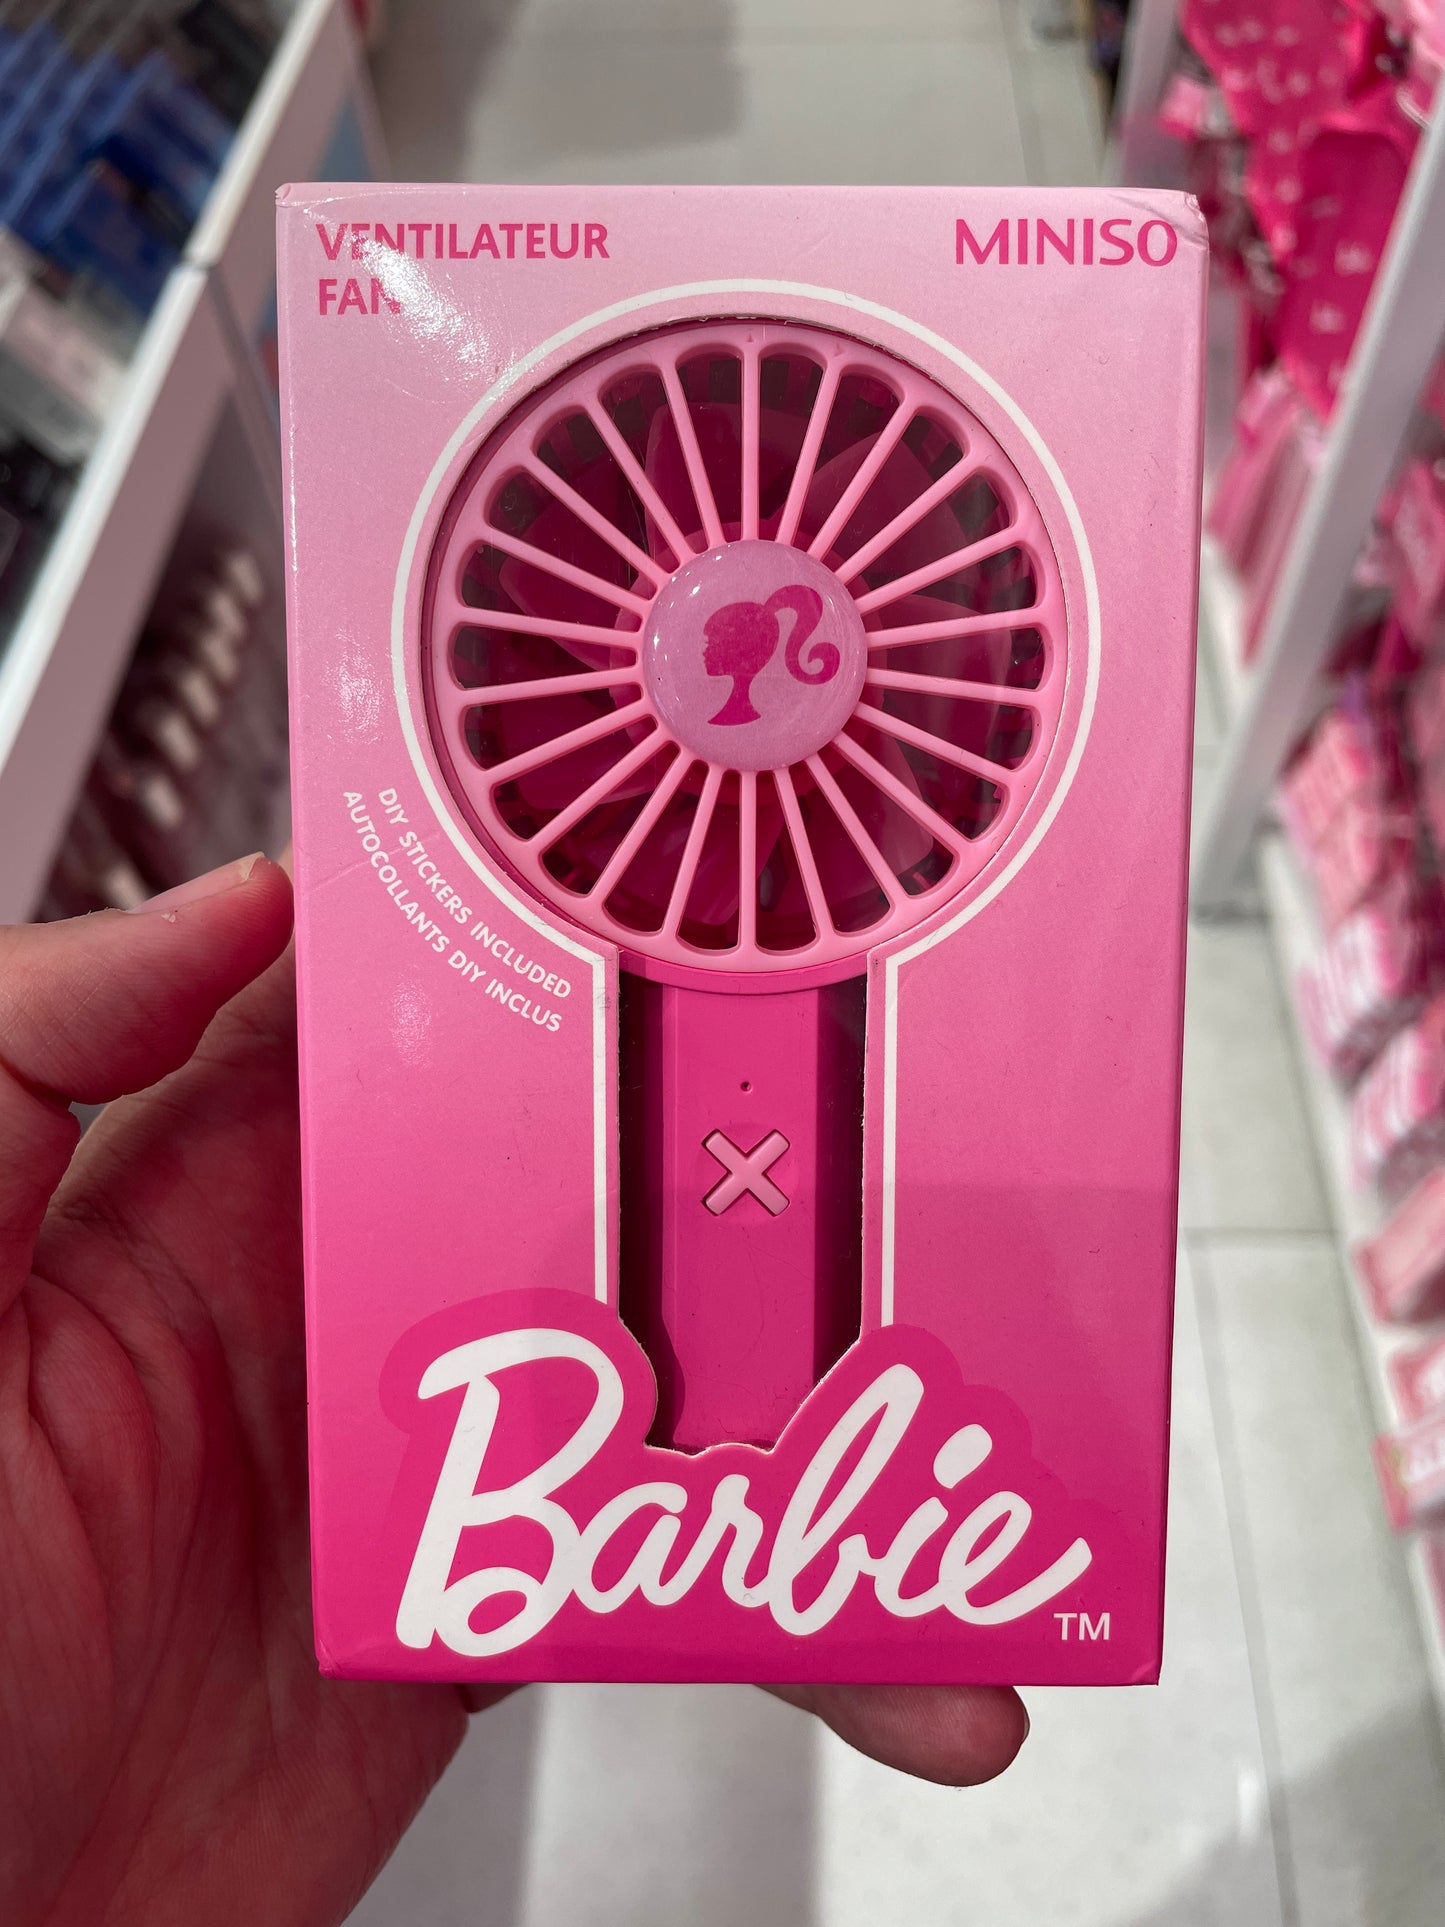 VENTILATEUR
FAN
MINISO
DIY STICKERS INCLUDED
AUTOCOLLANTS DIY INCLUS
Barbie
TM